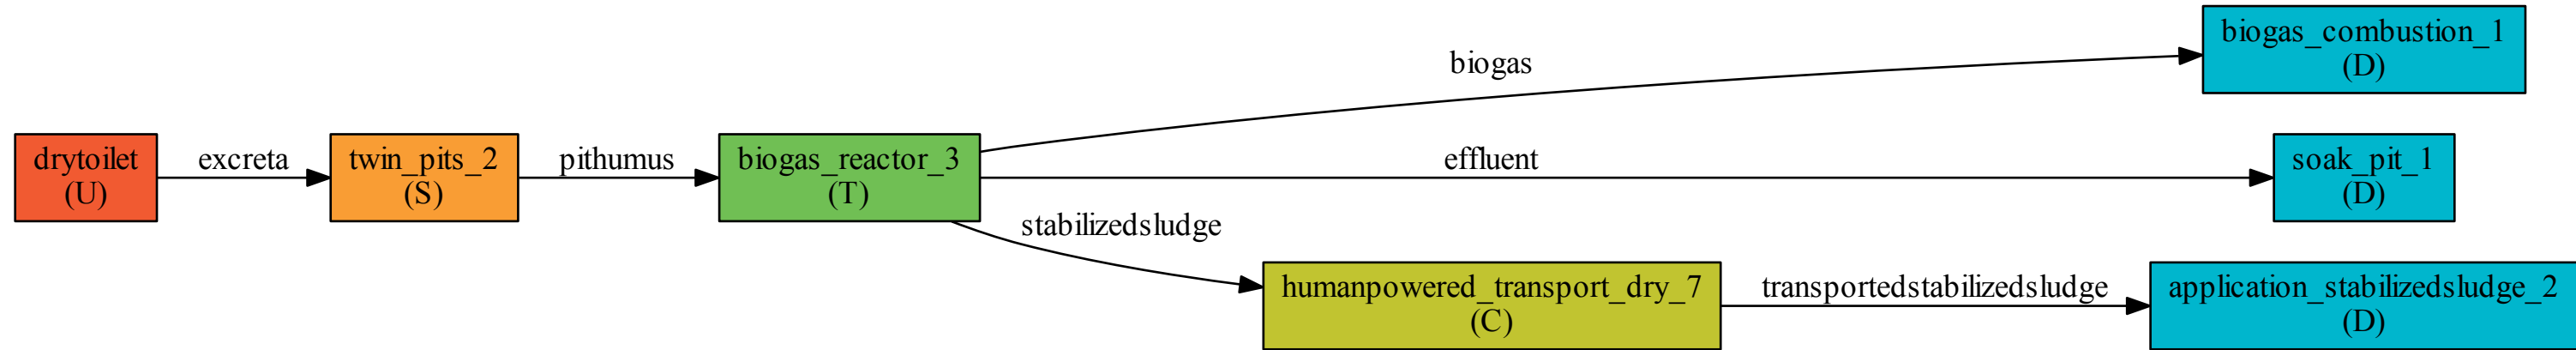 drytoilet
(U)
excreta
twin_pits_2
(S)
pithumus
biogas_reactor_3
(T)
biogas
biogas_combustion_1
(D)
effluent
soak_pit_1
(D)
stabilizedsludge
humanpowered_transport_dry_7
(C)
transportedstabilizedsludge
application_stabilizedsludge_2
(D)